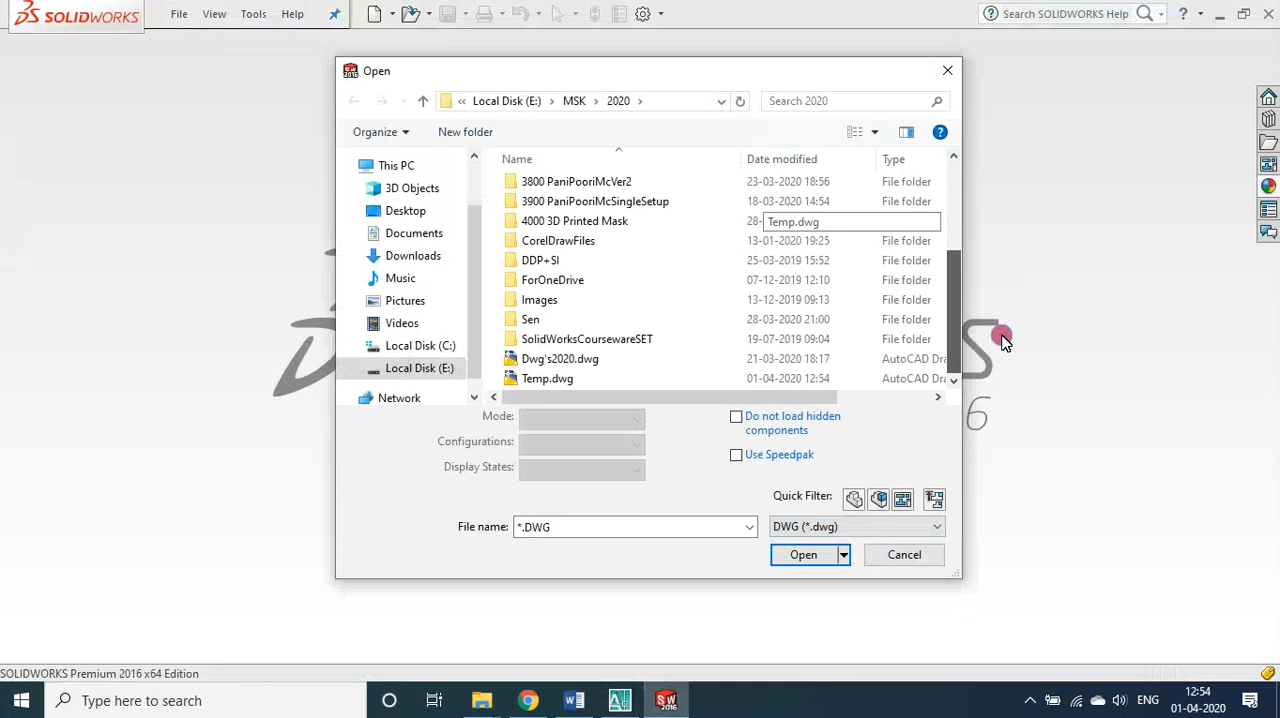 SOLIDWORKS File View Tools Help Search SOLIDWORKS Help ?
Open
« Local Disk (E:) > MSK > 2020 > Search 2020
Organize New folder ?
This PC
3D Objects
Desktop
Documents
Downloads
Music
Pictures
Videos
Local Disk (C:)
Local Disk (E:)
Network
Name Date modified Type
3800 PaniPooriMcVer2 23-03-2020 18:56 File folder
3900 PaniPooriMcSingleSetup 18-03-2020 14:54 File folder
4000 3D Printed Mask 28- Temp.dwg
CorelDrawFiles 13-01-2020 19:25 File folder
DDP+SI 25-03-2019 15:52 File folder
ForOneDrive 07-12-2019 12:10 File folder
Images 13-12-2019 09:13 File folder
Sen 28-03-2020 21:00 File folder
SolidWorksCoursewareSET 19-07-2019 09:04 File folder
Dwg's2020.dwg 21-03-2020 18:17 AutoCAD Dra
Temp.dwg 01-04-2020 12:54 AutoCAD Dra
Mode:
Configurations:
Display States:
Do not load hidden
components
Use Speedpak
Quick Filter:
File name: *.DWG DWG (*.dwg)
Open Cancel
SOLIDWORKS Premium 2016 x64 Edition
Type here to search
ENG 12:54
01-04-2020